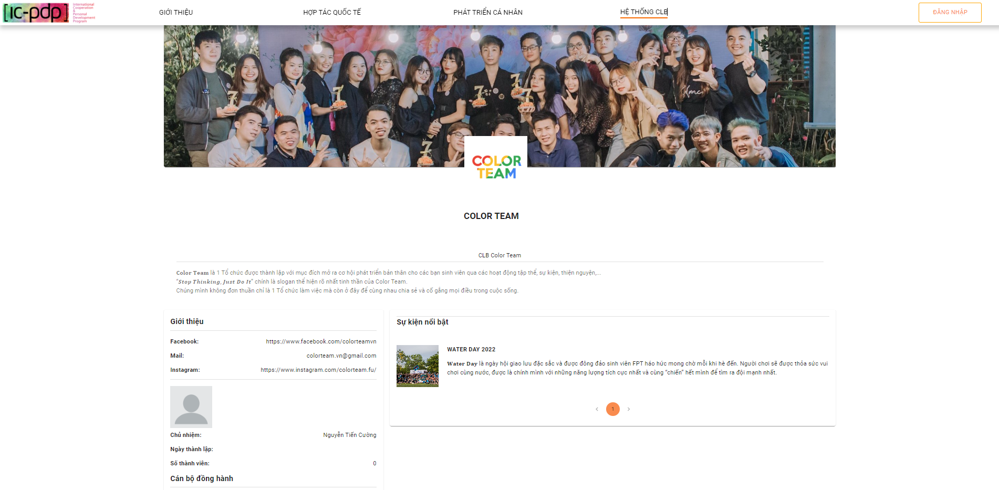 [ic-pdp]
International
Cooperation
&
Personal
Development
Program
GIỚI THIỆU
HỢP TÁC QUỐC TẾ
PHÁT TRIỂN CÁ NHÂN
HỆ THỐNG CLB
ĐĂNG NHẬP
7
7
7
7
7
7
COLOR
TEAM
COLOR TEAM
CLB Color Team
Color Team là 1 Tổ chức được thành lập với mục đích mở ra cơ hội phát triển bản thân cho các bạn sinh viên qua các hoạt động tập thể, sự kiện, thiện nguyện,...
“Stop Thinking, Just Do It” chính là slogan thể hiện rõ nhất tinh thần của Color Team.
Chúng mình không đơn thuần chỉ là 1 Tổ chức làm việc mà còn ở đây để cùng nhau chia sẻ và cố gắng mọi điều trong cuộc sống.
Giới thiệu
Facebook: https://www.facebook.com/colorteamvn
Mail: colorteam.vn@gmail.com
Instagram: https://www.instagram.com/colorteam.fu/
Chủ nhiệm: Nguyễn Tiến Cường
Ngày thành lập:
Số thành viên: 0
Cán bộ đồng hành
Sự kiện nổi bật
WATER DAY 2022
Water Day là ngày hội giao lưu đặc sắc và được đông đảo sinh viên FPT háo hức mong chờ mỗi khi hè đến. Người chơi sẽ được thỏa sức vui
chơi cùng nước, được là chính mình với những năng lượng tích cực nhất và cùng “chiến” hết mình để tìm ra đội mạnh nhất.
‹ 1 ›